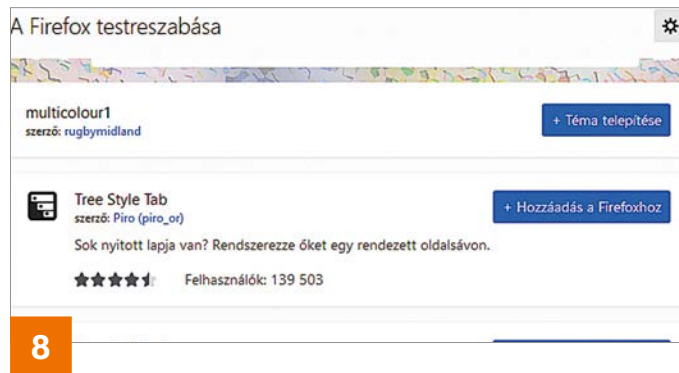 A Firefox testreszabása
multicolour1
szerző: rugbymidland
+ Téma telepítése
Tree Style Tab
szerző: Piro (piro_or)
+ Hozzáadás a Firefoxhoz
Sok nyitott lapja van? Rendszerezze őket egy rendezett oldalsávon.
Felhasználók: 139 503
8